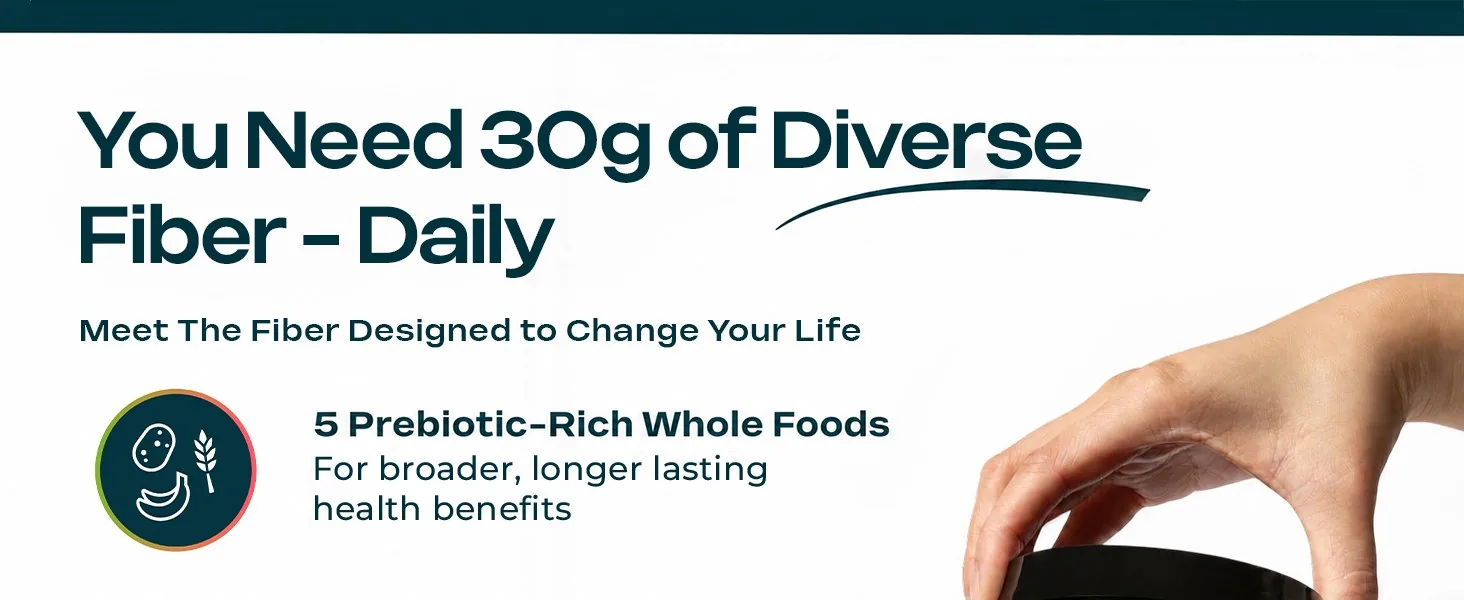 You Need 30g of Diverse
Fiber - Daily
Meet The Fiber Designed to Change Your Life
5 Prebiotic-Rich Whole Foods
For broader, longer lasting
health benefits